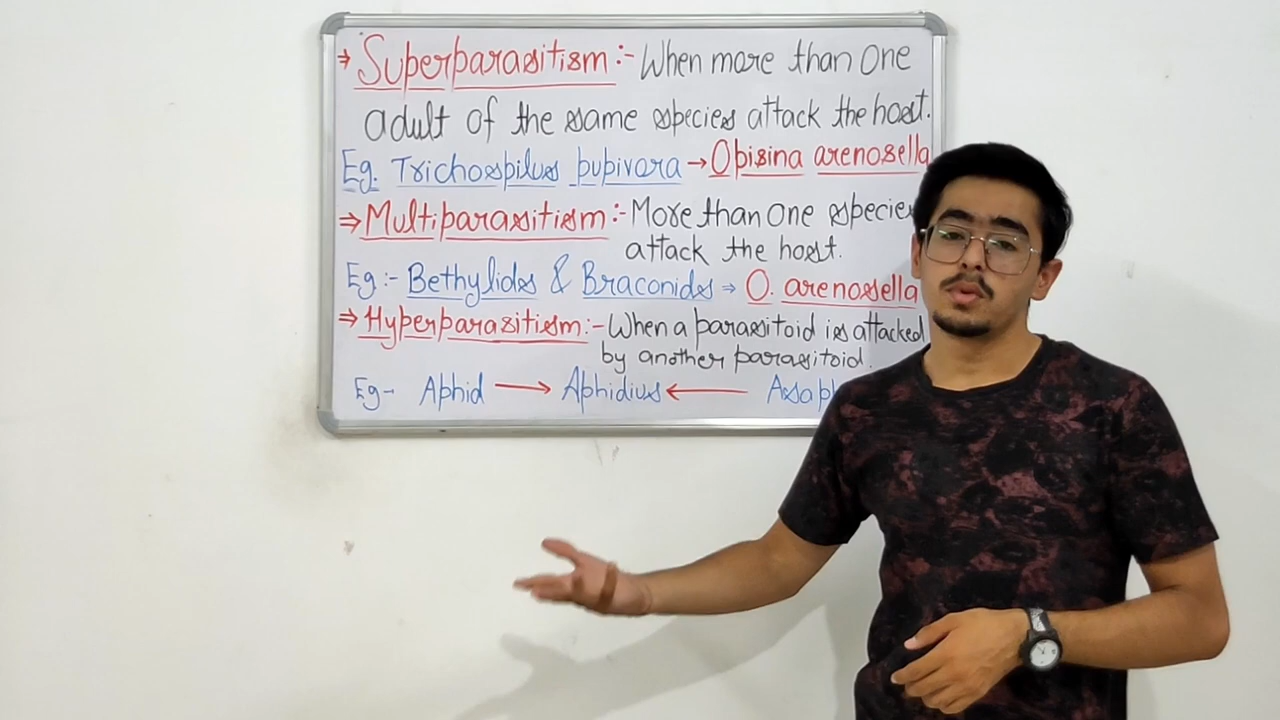 → Superparasitism :- When more than one
adult of the same species attack the host.
Eg. Trichospilus pupivara → Opisina arenosella
⇒ Multiparasitism :- More than one species
attack the host.
Eg :- Bethylids & Braconids → O. arenosella
⇒ Hyperparasitism :- When a parasitoid is attacked
by another parasitoid.
Eg - Aphid → Aphidius ← Asaph